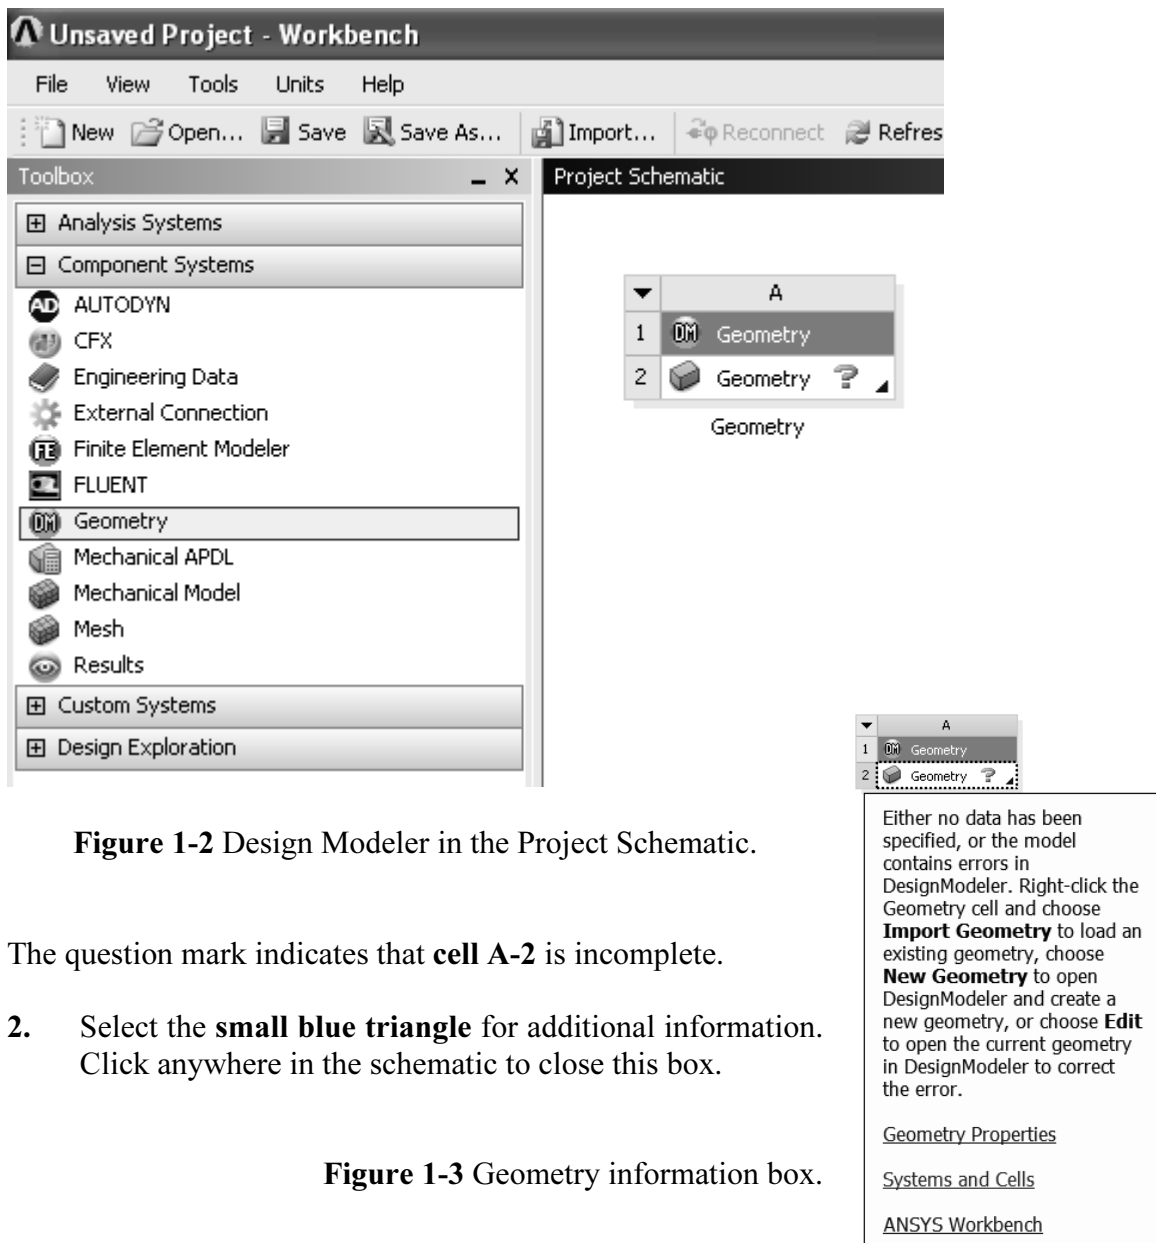 Unsaved Project - Workbench
File View Tools Units Help
New Open... Save Save As... Import... Reconnect Refres
Toolbox
Project Schematic
Analysis Systems
Component Systems
AD AUTODYN
CFX
Engineering Data
External Connection
FE Finite Element Modeler
FLUENT
DM Geometry
Mechanical APDL
Mechanical Model
Mesh
Results
Custom Systems
Design Exploration
A
1 DM Geometry
2 Geometry ?
Geometry
Figure 1-2 Design Modeler in the Project Schematic.
The question mark indicates that cell A-2 is incomplete.
2. Select the small blue triangle for additional information.
Click anywhere in the schematic to close this box.
A
1 DM Geometry
2 Geometry ?
Either no data has been
specified, or the model
contains errors in
DesignModeler. Right-click the
Geometry cell and choose
Import Geometry to load an
existing geometry, choose
New Geometry to open
DesignModeler and create a
new geometry, or choose Edit
to open the current geometry
in DesignModeler to correct
the error.
Geometry Properties
Systems and Cells
ANSYS Workbench
Figure 1-3 Geometry information box.